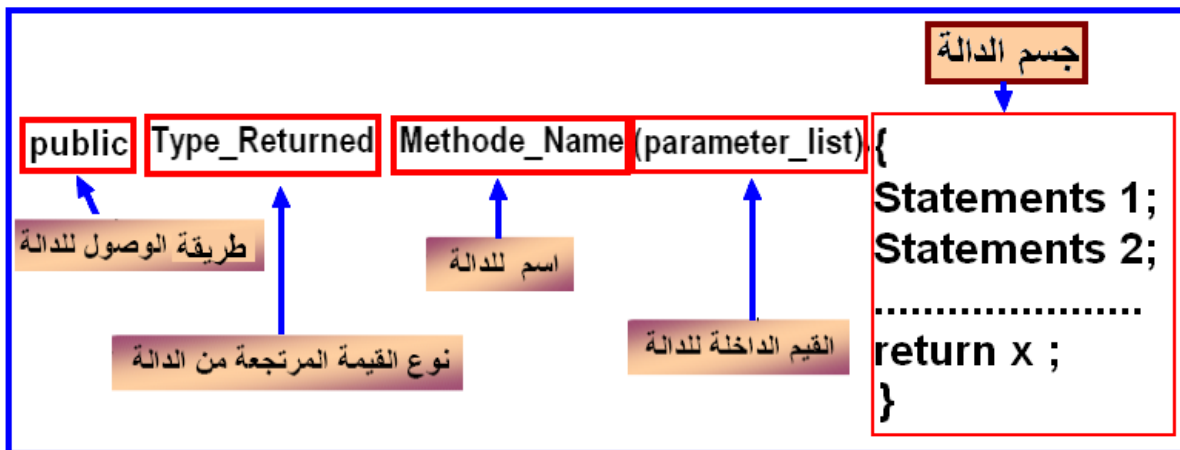 جسم الدالة
public Type_Returned Methode_Name (parameter_list) {
Statements 1;
Statements 2;
......................
return x ;
}
طريقة الوصول للدالة
اسم للدالة
القيم الداخلة للدالة
نوع القيمة المرتجعة من الدالة